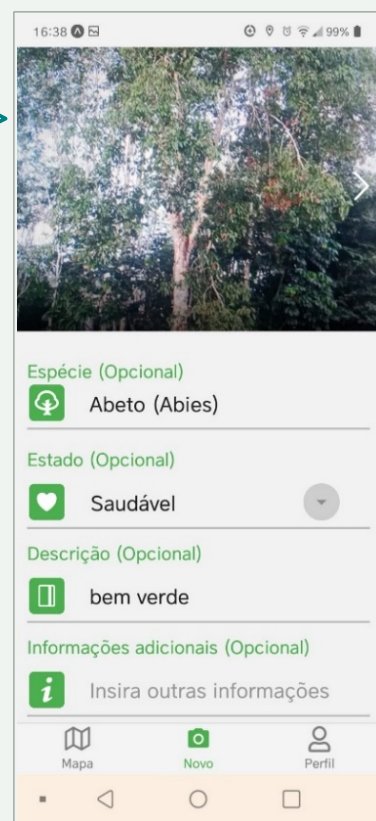 16:38
99%
Espécie (Opcional)
Abeto (Abies)
Estado (Opcional)
Saudável
Descrição (Opcional)
bem verde
Informações adicionais (Opcional)
Insira outras informações
Mapa
Novo
Perfil